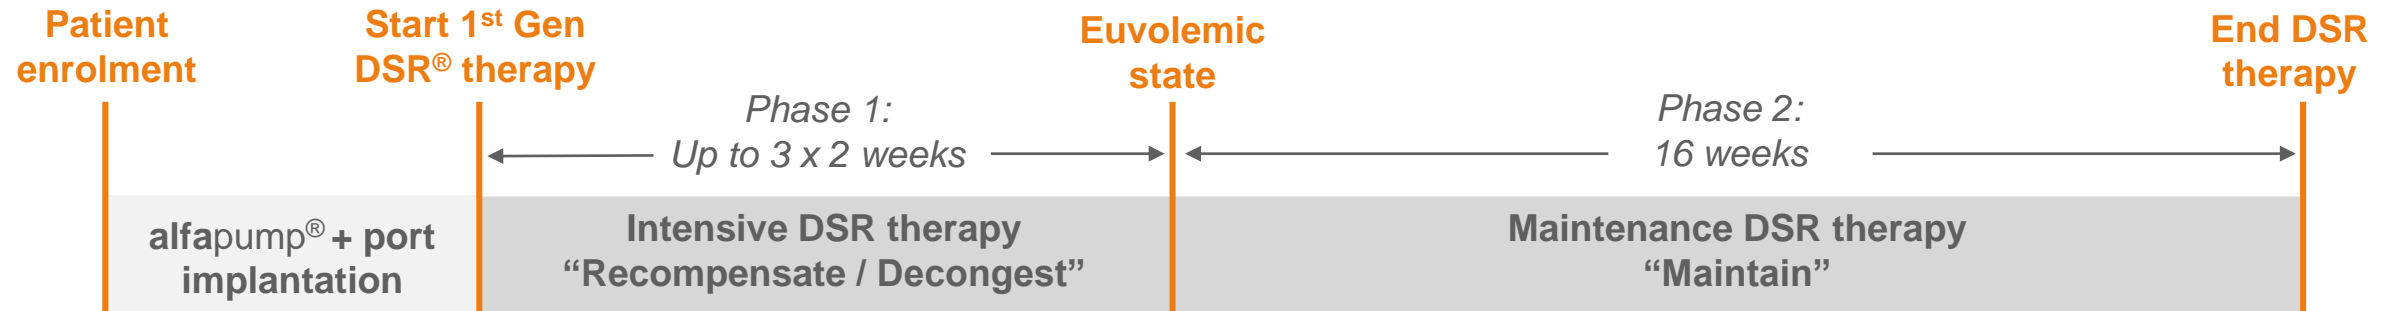 Patient
enrolment
Start 1st Gen
DSR® therapy
Euvolemic
state
End DSR
therapy
Phase 1:
Up to 3 x 2 weeks
Phase 2:
16 weeks
alfapump® + port
implantation
Intensive DSR therapy
“Recompensate / Decongest”
Maintenance DSR therapy
“Maintain”